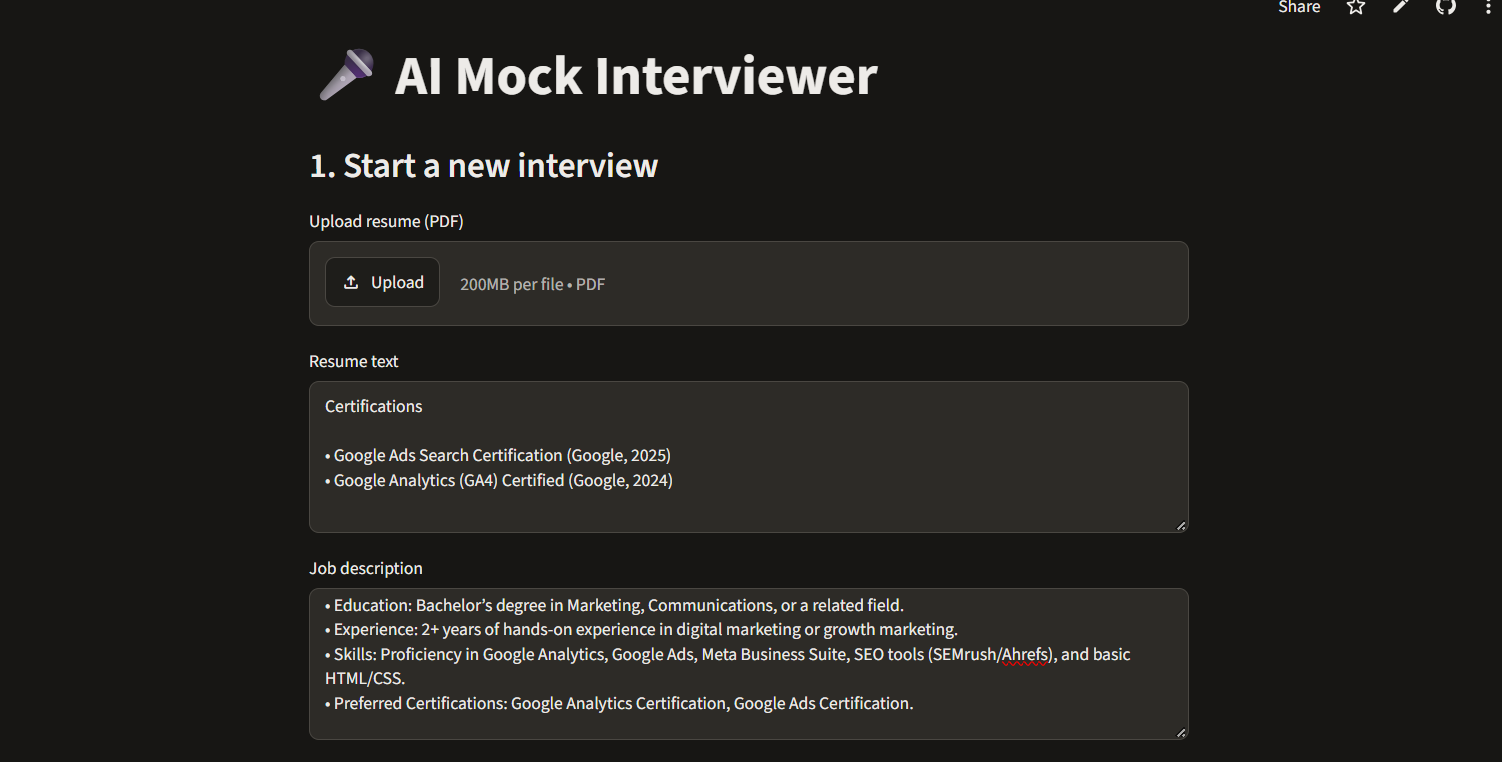 Share
AI Mock Interviewer
1. Start a new interview
Upload resume (PDF)
Upload
200MB per file • PDF
Resume text
Certifications
• Google Ads Search Certification (Google, 2025)
• Google Analytics (GA4) Certified (Google, 2024)
Job description
• Education: Bachelor’s degree in Marketing, Communications, or a related field.
• Experience: 2+ years of hands-on experience in digital marketing or growth marketing.
• Skills: Proficiency in Google Analytics, Google Ads, Meta Business Suite, SEO tools (SEMrush/Ahrefs), and basic
HTML/CSS.
• Preferred Certifications: Google Analytics Certification, Google Ads Certification.